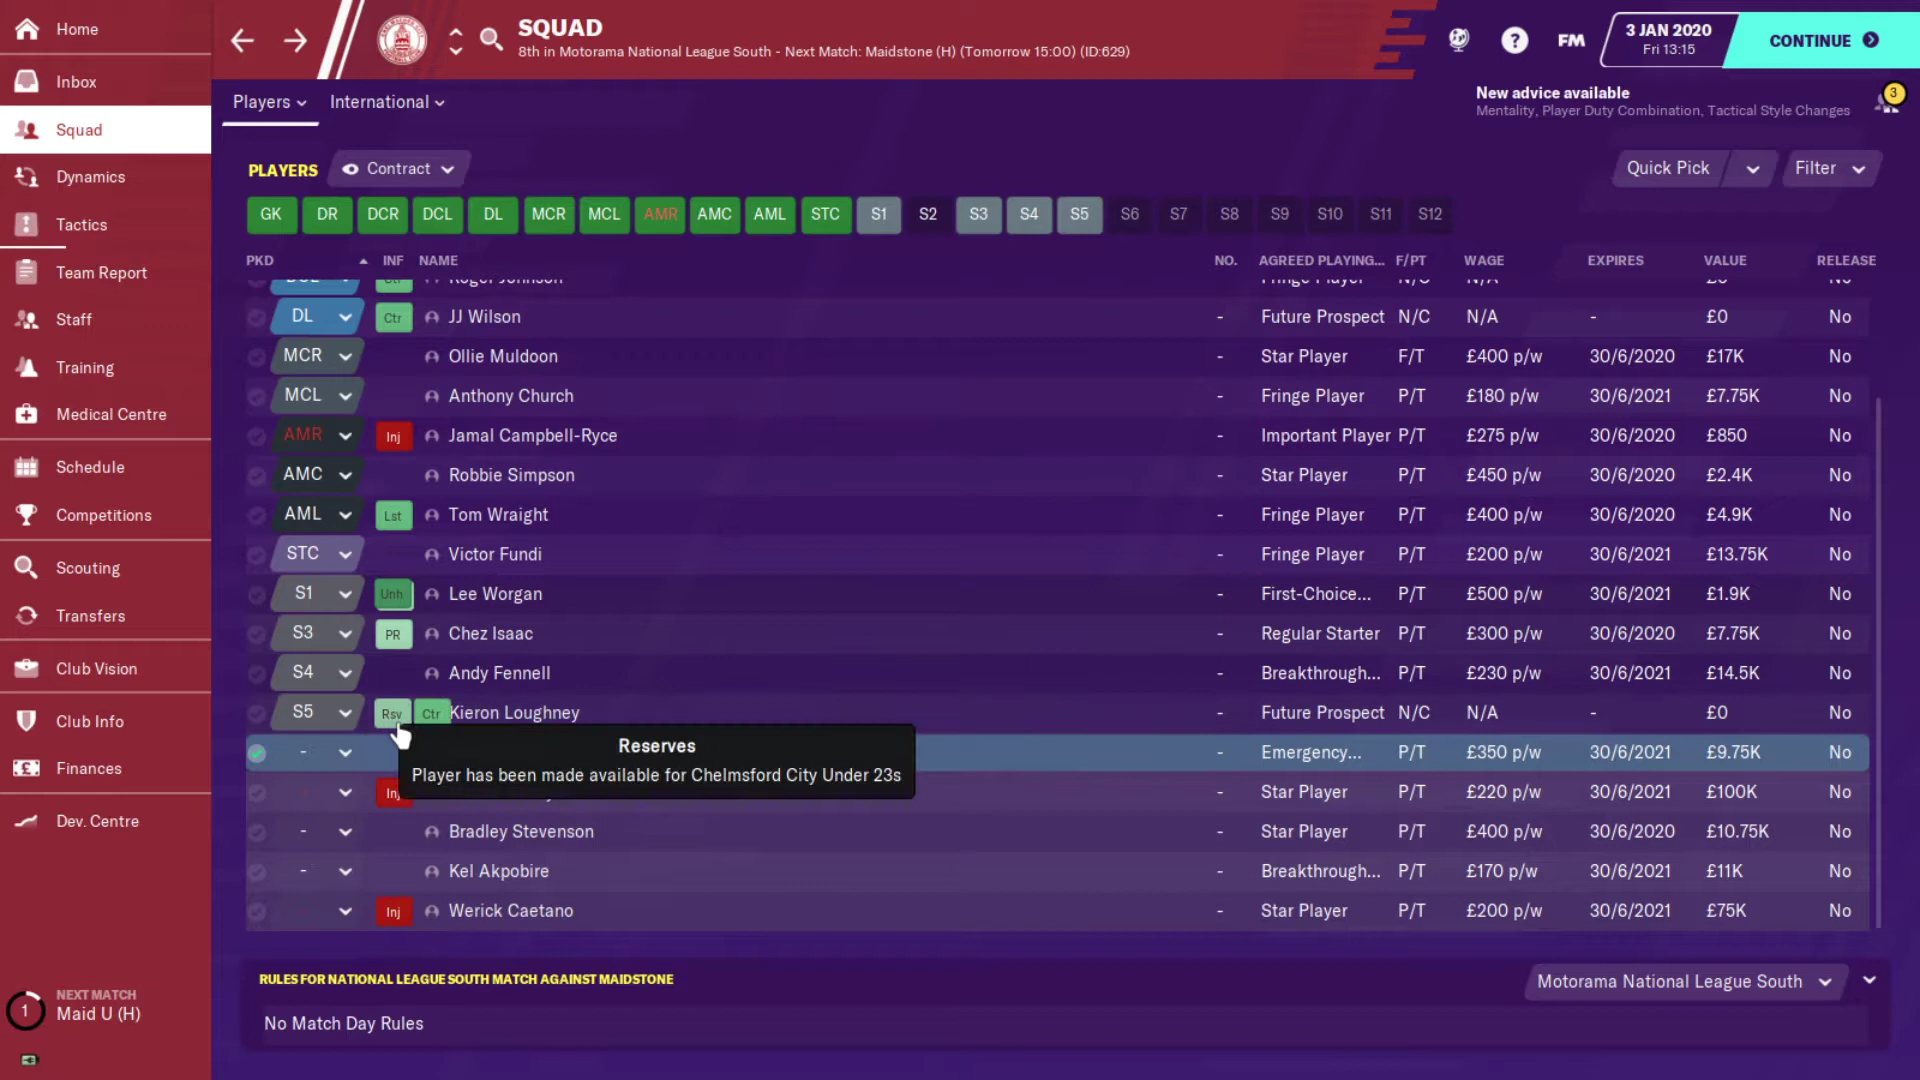 Home
Inbox
Squad
Dynamics
Tactics
Team Report
Staff
Training
Medical Centre
Schedule
Competitions
Scouting
Transfers
Club Vision
Club Info
Finances
Dev. Centre
1 NEXT MATCH
Maid U (H)
SQUAD
8th in Motorama National League South - Next Match: Maidstone (H) (Tomorrow 15:00) (ID:629)
? FM
3 JAN 2020
Fri 13:15
CONTINUE
Players International
New advice available
Mentality, Player Duty Combination, Tactical Style Changes
3
PLAYERS Contract Quick Pick Filter
GK DR DCR DCL DL MCR MCL AMR AMC AML STC S1 S2 S3 S4 S5 S6 S7 S8 S9 S10 S11 S12
PKD INF NAME NO. AGREED PLAYING... F/PT WAGE EXPIRES VALUE RELEASE
DL Ctr JJ Wilson - Future Prospect N/C N/A - £0 No
MCR Ollie Muldoon - Star Player F/T £400 p/w 30/6/2020 £17K No
MCL Anthony Church - Fringe Player P/T £180 p/w 30/6/2021 £7.75K No
AMR Inj Jamal Campbell-Ryce - Important Player P/T £275 p/w 30/6/2020 £850 No
AMC Robbie Simpson - Star Player P/T £450 p/w 30/6/2020 £2.4K No
AML Lst Tom Wraight - Fringe Player P/T £400 p/w 30/6/2020 £4.9K No
STC Victor Fundi - Fringe Player P/T £200 p/w 30/6/2021 £13.75K No
S1 Unh Lee Worgan - First-Choice... P/T £500 p/w 30/6/2021 £1.9K No
S3 PR Chez Isaac - Regular Starter P/T £300 p/w 30/6/2020 £7.75K No
S4 Andy Fennell - Breakthrough... P/T £230 p/w 30/6/2021 £14.5K No
S5 Rsv Ctr Kieron Loughney - Future Prospect N/C N/A - £0 No
- - Emergency... P/T £350 p/w 30/6/2021 £9.75K No
Reserves
Player has been made available for Chelmsford City Under 23s
Inj - Star Player P/T £220 p/w 30/6/2021 £100K No
- Bradley Stevenson - Star Player P/T £400 p/w 30/6/2020 £10.75K No
- Kel Akpobire - Breakthrough... P/T £170 p/w 30/6/2021 £11K No
Inj Werick Caetano - Star Player P/T £200 p/w 30/6/2021 £75K No
RULES FOR NATIONAL LEAGUE SOUTH MATCH AGAINST MAIDSTONE
Motorama National League South
No Match Day Rules